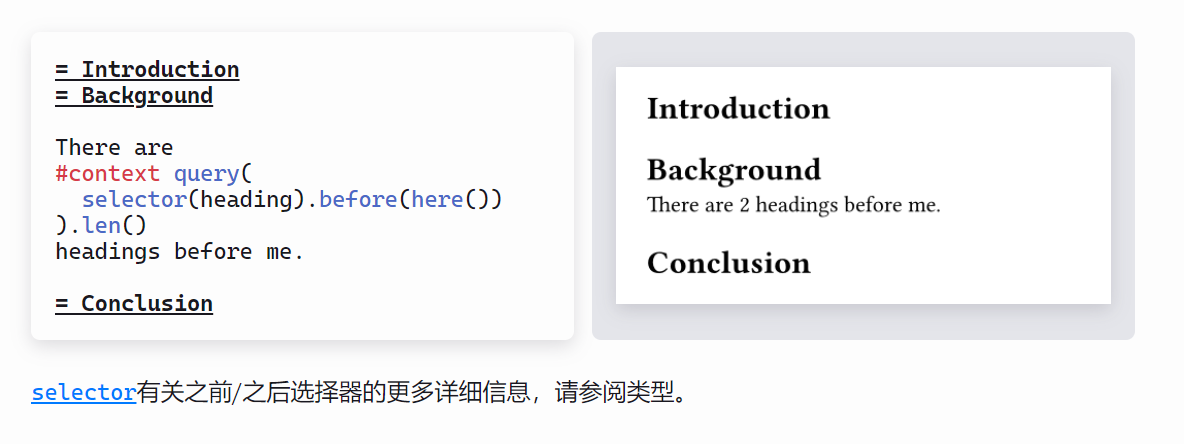 = Introduction
= Background
There are
#context query(
selector(heading).before(here())
).len()
headings before me.
= Conclusion
Introduction
Background
There are 2 headings before me.
Conclusion
selector有关之前/之后选择器的更多详细信息，请参阅类型。